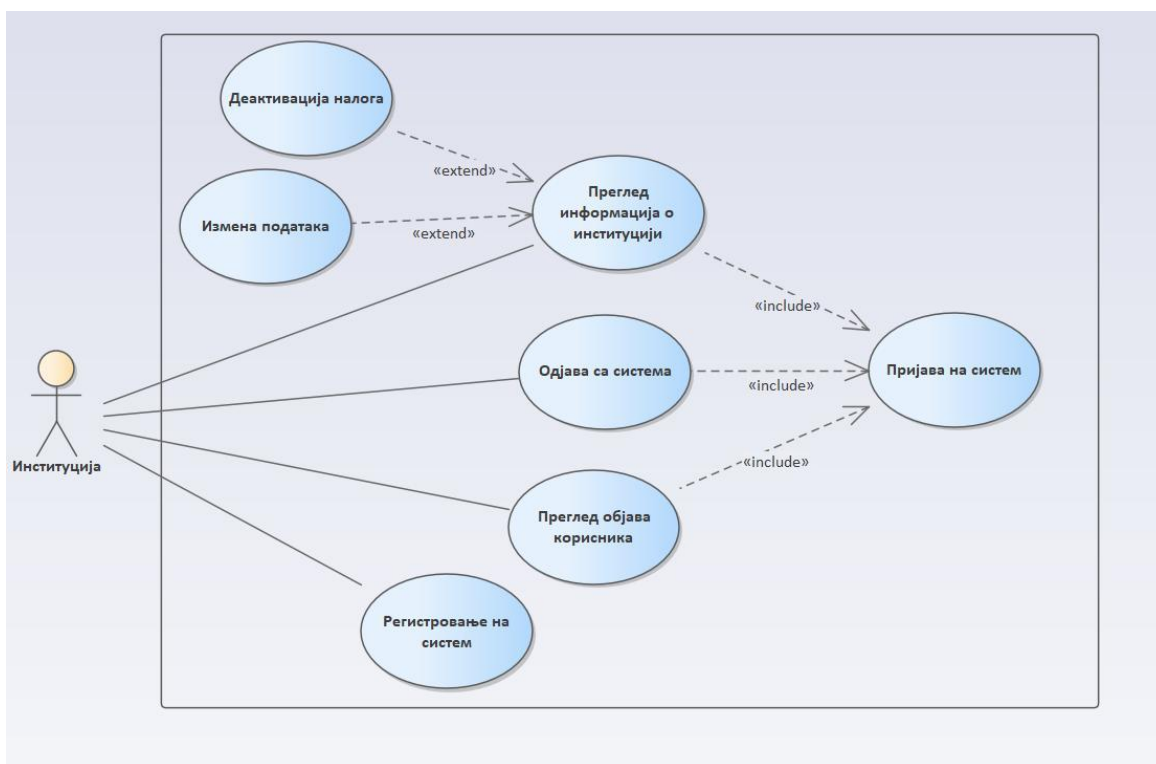 Деактивација налога
«extend»
Измена података
«extend»
Преглед
информација о
институцији
«include»
Одјава са система
«include»
Пријава на систем
Институција
«include»
Преглед објава
корисника
Регистровање на
систем